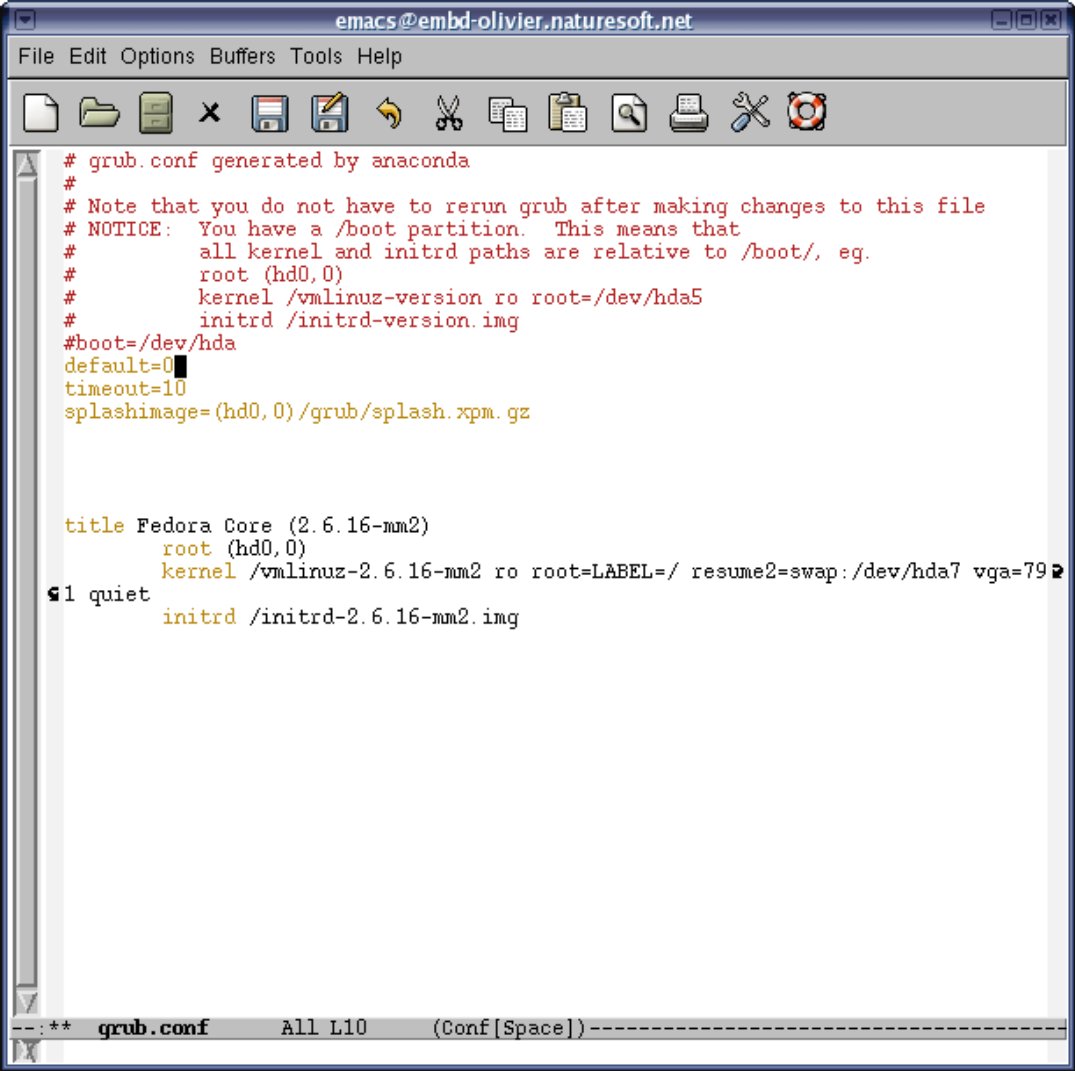 emacs@embd-olivier.naturesoft.net
File Edit Options Buffers Tools Help
# grub.conf generated by anaconda
#
# Note that you do not have to rerun grub after making changes to this file
# NOTICE:  You have a /boot partition.  This means that
#          all kernel and initrd paths are relative to /boot/, eg.
#          root (hd0,0)
#          kernel /vmlinuz-version ro root=/dev/hda5
#          initrd /initrd-version.img
#boot=/dev/hda
default=0
timeout=10
splashimage=(hd0,0)/grub/splash.xpm.gz
title Fedora Core (2.6.16-mm2)
        root (hd0,0)
        kernel /vmlinuz-2.6.16-mm2 ro root=LABEL=/ resume2=swap:/dev/hda7 vga=79
1 quiet
        initrd /initrd-2.6.16-mm2.img
--:**  grub.conf      All L10     (Conf[Space])---------------------------------------